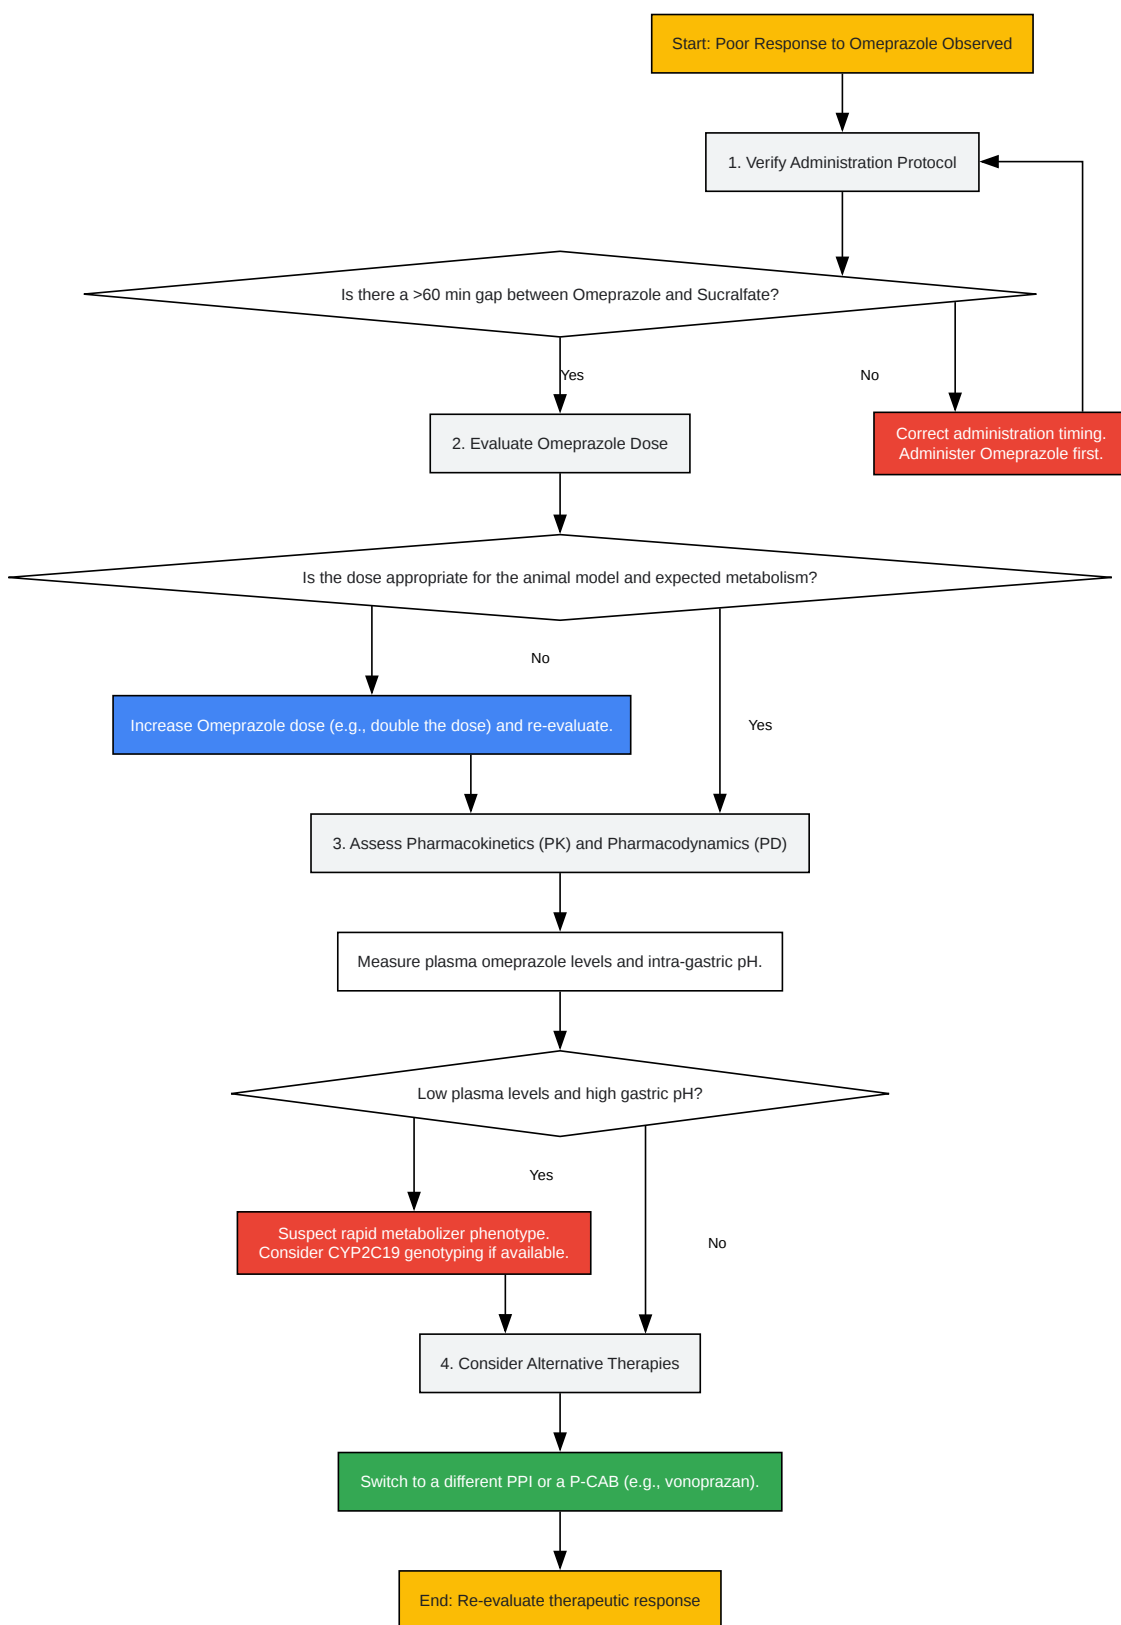 Start: Poor Response to Omeprazole Observed
1. Verify Administration Protocol
Is there a >60 min gap between Omeprazole and Sucralfate?
Yes
No
2. Evaluate Omeprazole Dose
Correct administration timing.
Administer Omeprazole first.
Is the dose appropriate for the animal model and expected metabolism?
No
Increase Omeprazole dose (e.g., double the dose) and re-evaluate.
Yes
3. Assess Pharmacokinetics (PK) and Pharmacodynamics (PD)
Measure plasma omeprazole levels and intra-gastric pH.
Low plasma levels and high gastric pH?
Yes
Suspect rapid metabolizer phenotype.
Consider CYP2C19 genotyping if available.
No
4. Consider Alternative Therapies
Switch to a different PPI or a P-CAB (e.g., vonoprazan).
End: Re-evaluate therapeutic response